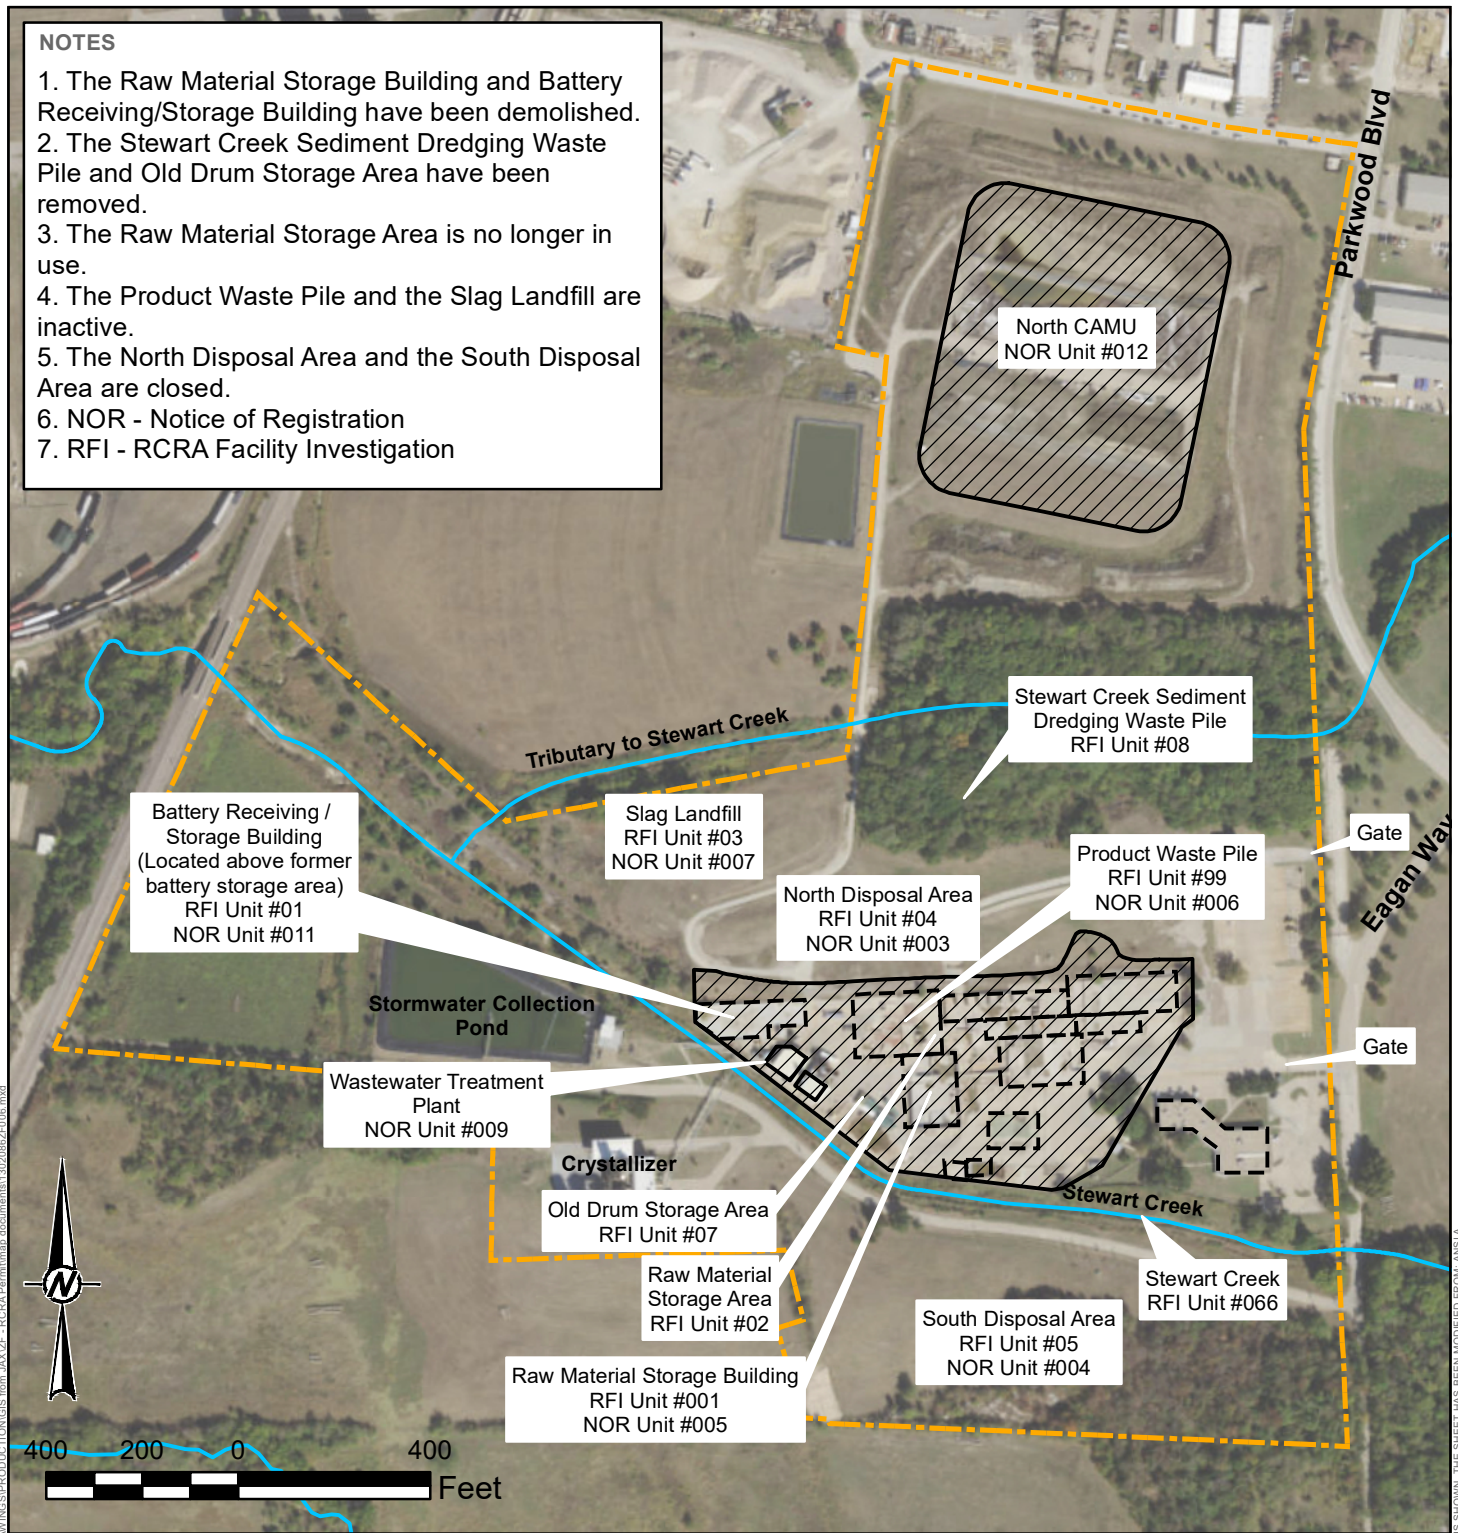 NOTES
1. The Raw Material Storage Building and Battery
Receiving/Storage Building have been demolished.
2. The Stewart Creek Sediment Dredging Waste
Pile and Old Drum Storage Area have been
removed.
3. The Raw Material Storage Area is no longer in
use.
4. The Product Waste Pile and the Slag Landfill are
inactive.
5. The North Disposal Area and the South Disposal
Area are closed.
6. NOR - Notice of Registration
7. RFI - RCRA Facility Investigation
Parkwood Blvd
North CAMU
NOR Unit #012
Stewart Creek Sediment
Dredging Waste Pile
RFI Unit #08
Tributary to Stewart Creek
Battery Receiving /
Storage Building
(Located above former
battery storage area)
RFI Unit #01
NOR Unit #011
Slag Landfill
RFI Unit #03
NOR Unit #007
Gate
Eagan Way
Product Waste Pile
RFI Unit #99
NOR Unit #006
North Disposal Area
RFI Unit #04
NOR Unit #003
Stormwater Collection
Pond
Gate
Wastewater Treatment
Plant
NOR Unit #009
Crystallizer
Old Drum Storage Area
RFI Unit #07
Stewart Creek
Raw Material
Storage Area
RFI Unit #02
Stewart Creek
RFI Unit #066
South Disposal Area
RFI Unit #05
NOR Unit #004
Raw Material Storage Building
RFI Unit #001
NOR Unit #005
N
400 200 0 400
Feet